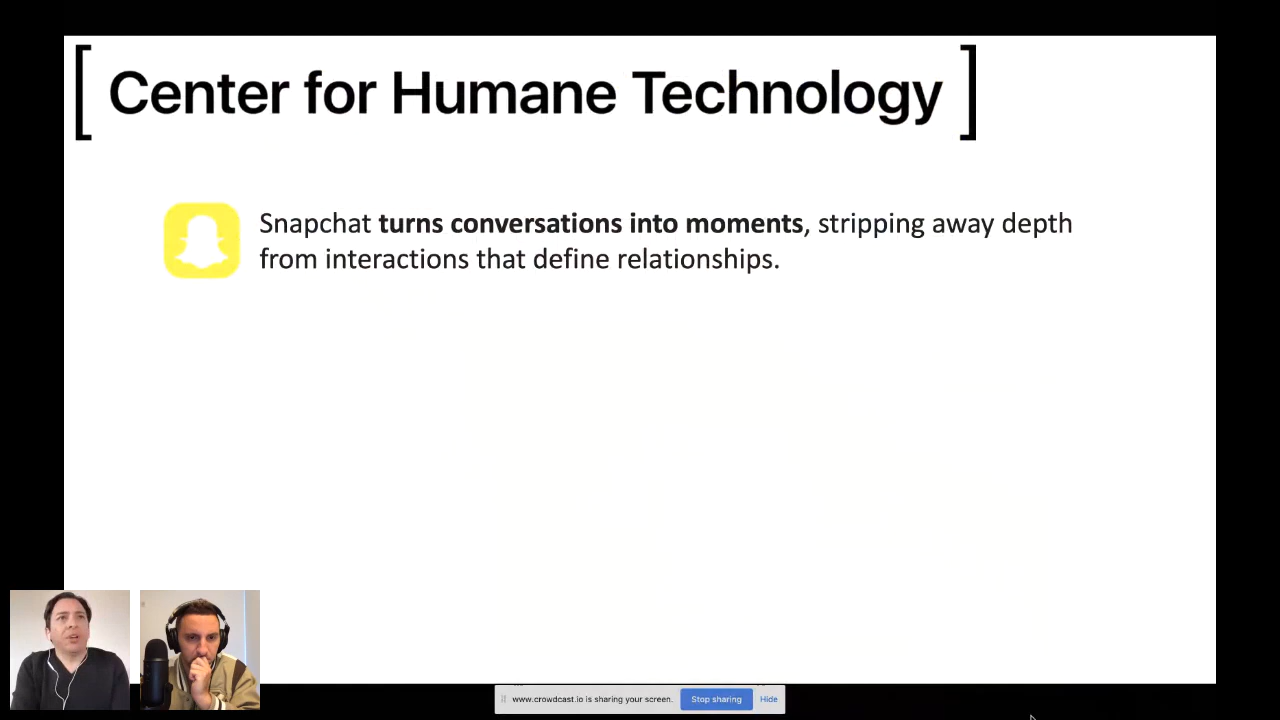 [ Center for Humane Technology ]
Snapchat turns conversations into moments, stripping away depth
from interactions that define relationships.
www.crowdcast.io is sharing your screen. Stop sharing Hide